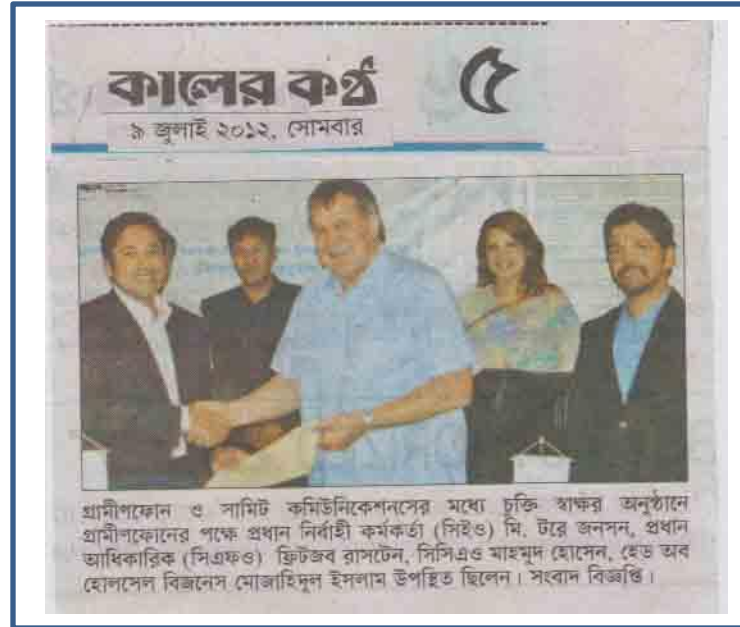 কালের কণ্ঠ
৫
৯ জুলাই ২০১২, সোমবার
গ্রামীণফোন ও সামিট কমিউনিকেশনসের মধ্যে চুক্তি স্বাক্ষর অনুষ্ঠানে
গ্রামীণফোনের পক্ষে প্রধান নির্বাহী কর্মকর্তা (সিইও) মি. টরে জনসন, প্রধান
আধিকারিক (সিএফও) ফ্রিটজব রাসটেন, সিসিএও মাহমুদ হোসেন, হেড অব
হোলসেল বিজনেস মোজাহিদুল ইসলাম উপস্থিত ছিলেন। সংবাদ বিজ্ঞপ্তি।